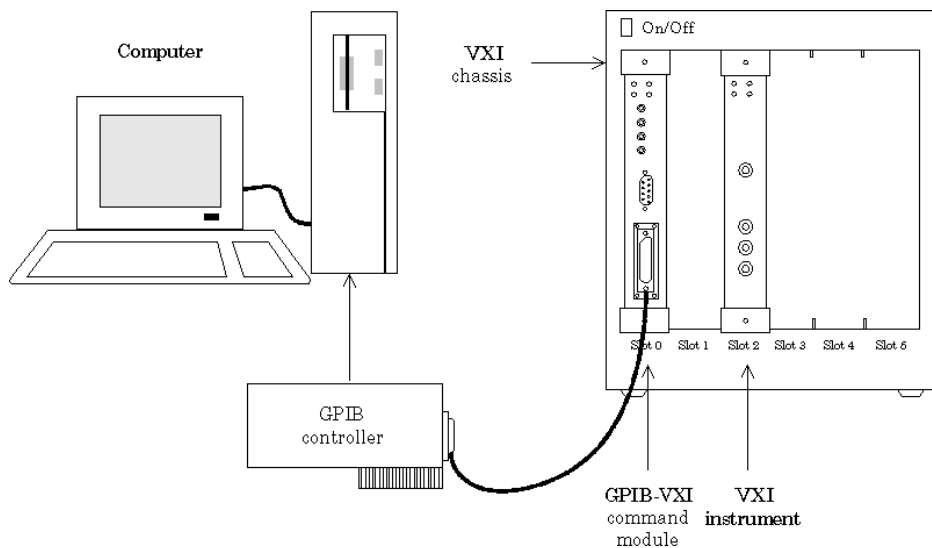 Computer
VXI
chassis
On/Off
Slot 0 Slot 1 Slot 2 Slot 3 Slot 4 Slot 5
GPIB
controller
GPIB-VXI
command
module
VXI
instrument